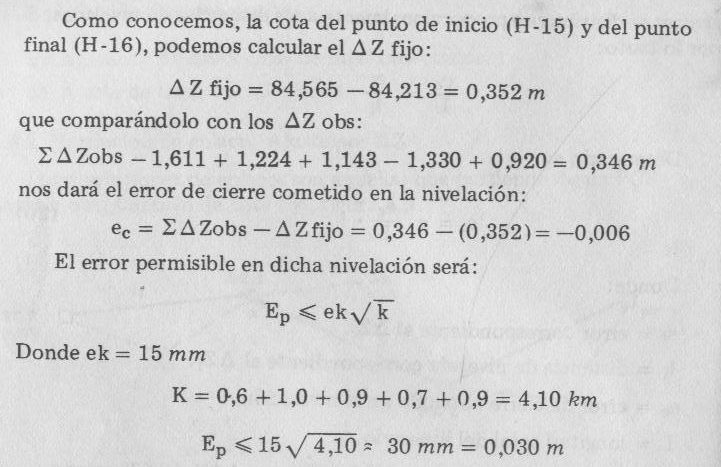 Como conocemos, la cota del punto de inicio (H-15) y del punto
final (H-16), podemos calcular el Δ Z fijo:
Δ Z fijo = 84,565 — 84,213 = 0,352 m
que comparándolo con los ΔZ obs:
Σ Δ Zobs — 1,611 + 1,224 + 1,143 — 1,330 + 0,920 = 0,346 m
nos dará el error de cierre cometido en la nivelación:
e_c = Σ Δ Zobs — Δ Z fijo = 0,346 — (0,352) = —0,006
El error permisible en dicha nivelación será:
E_p ⩽ ek √k
Donde ek = 15 mm
K = 0,6 + 1,0 + 0,9 + 0,7 + 0,9 = 4,10 km
E_p ⩽ 15 √4,10 ≈ 30 mm = 0,030 m